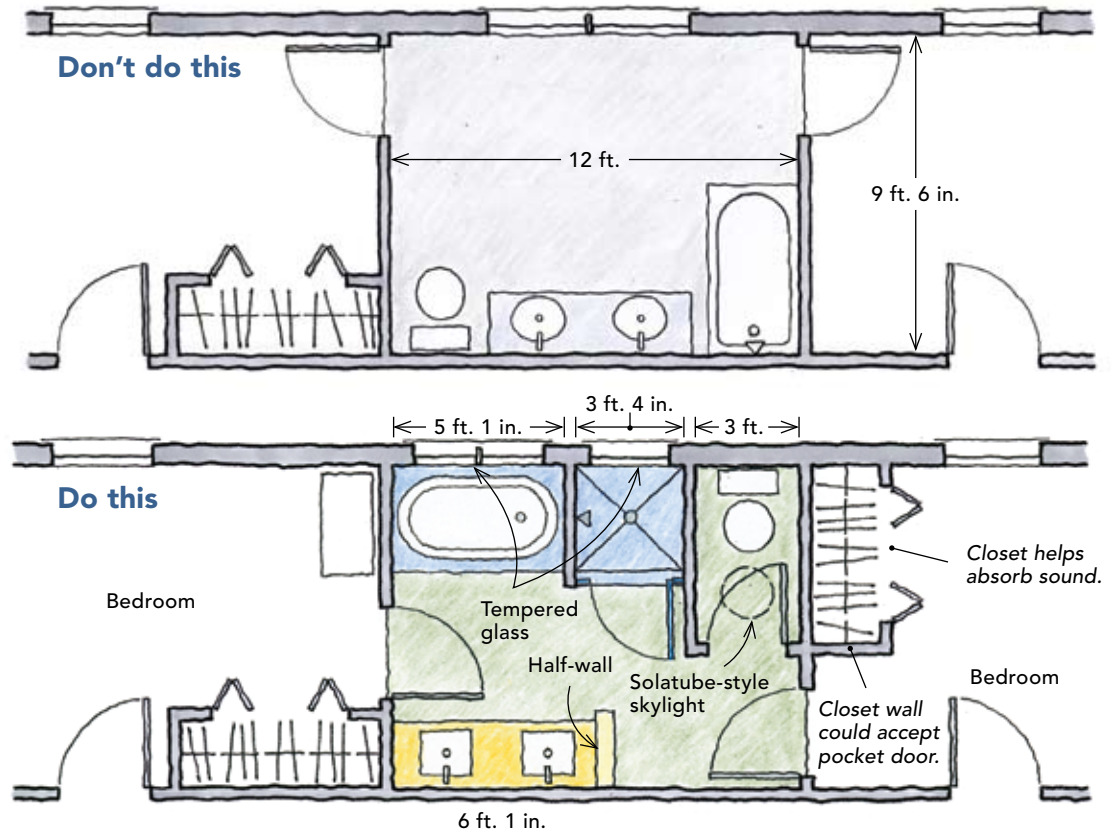 Don't do this
12 ft.
9 ft. 6 in.
3 ft. 4 in.
5 ft. 1 in.
3 ft.
Do this
Closet helps
absorb sound.
Bedroom
Tempered
glass
Half-wall
Solatube-style
skylight
Bedroom
Closet wall
could accept
pocket door.
6 ft. 1 in.